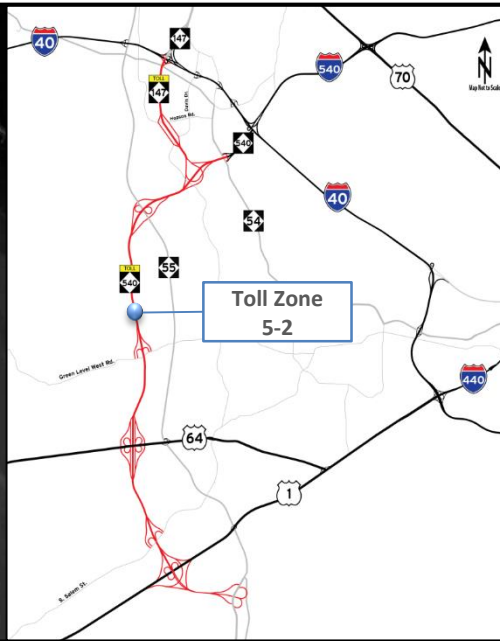 147
40
540
70
N
Map Not to Scale
TOLL
147
Davis Dr.
Hopson Rd.
540
40
54
55
TOLL
540
Toll Zone
5-2
Green Level West Rd.
440
64
1
S. Salem St.